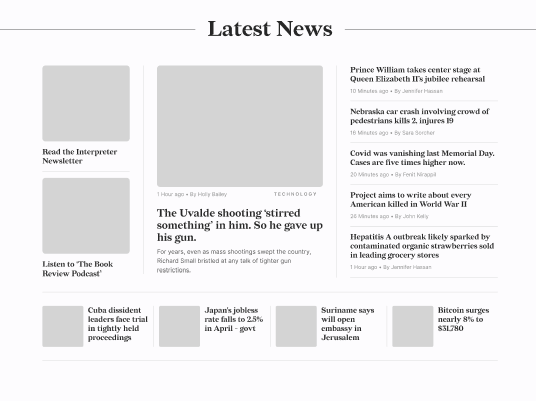 Latest News
Read the Interpreter
Newsletter
Listen to 'The Book
Review Podcast'
1 Hour ago • By Holly Bailey
TECHNOLOGY
The Uvalde shooting 'stirred
something' in him. So he gave up
his gun.
For years, even as mass shootings swept the country,
Richard Small bristled at any talk of tighter gun
restrictions.
Prince William takes center stage at
Queen Elizabeth II's jubilee rehearsal
10 Minutes ago • By Jennifer Hassan
Nebraska car crash involving crowd of
pedestrians kills 2, injures 19
16 Minutes ago • By Sara Sorcher
Covid was vanishing last Memorial Day.
Cases are five times higher now.
20 Minutes ago • By Fenit Nirappil
Project aims to write about every
American killed in World War II
26 Minutes ago • By John Kelly
Hepatitis A outbreak likely sparked by
contaminated organic strawberries sold
in leading grocery stores
1 Hour ago • By Jennifer Hassan
Cuba dissident
leaders face trial
in tightly held
proceedings
Japan's jobless
rate falls to 2.5%
in April - govt
Suriname says
will open
embassy in
Jerusalem
Bitcoin surges
nearly 8% to
$31,780